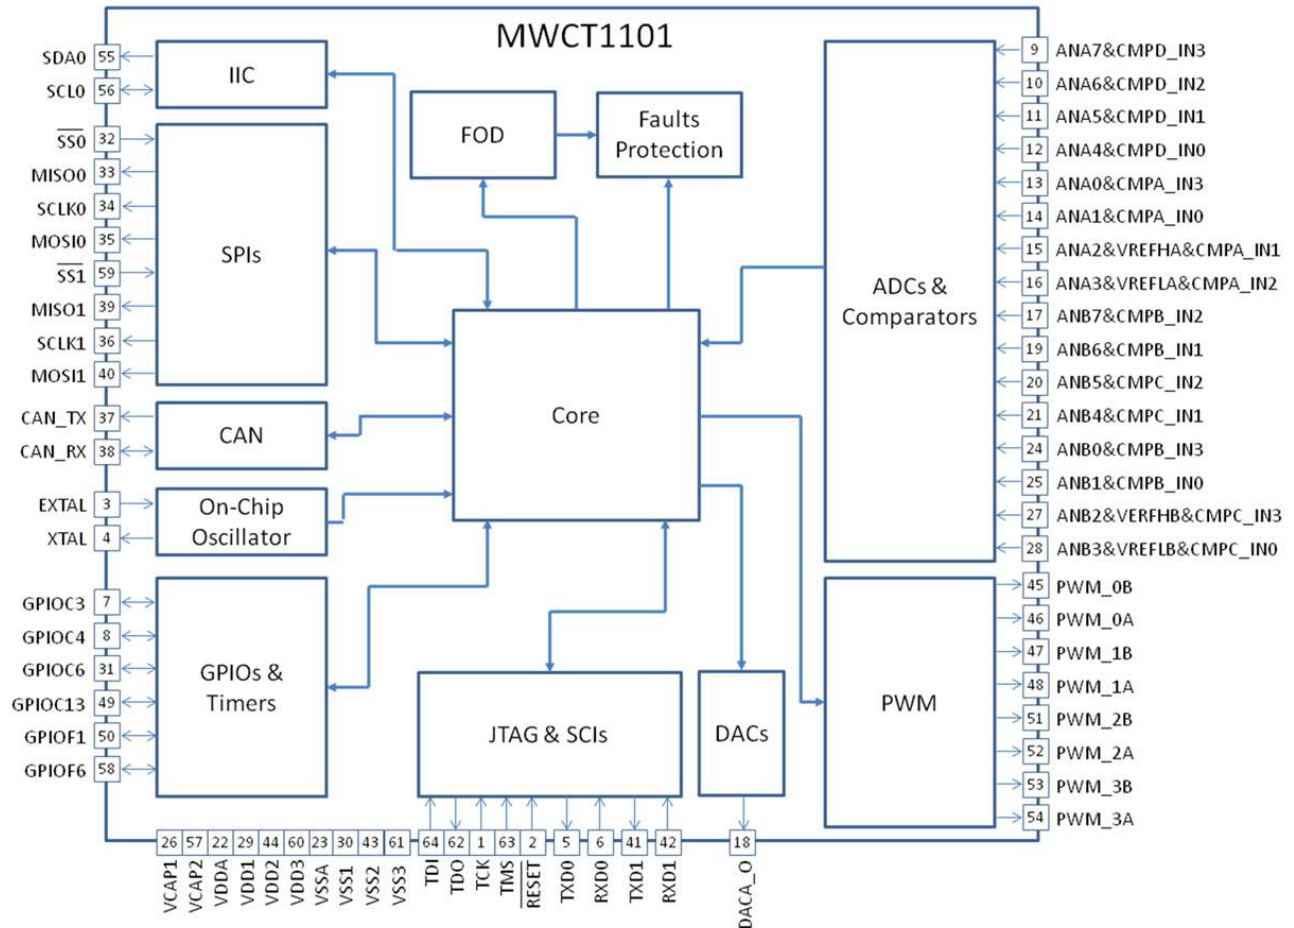 MWCT1101
SDA0 55
SCL0 56
SS0 32
MISO0 33
SCLK0 34
MOSI0 35
SS1 59
MISO1 39
SCLK1 36
MOSI1 40
CAN_TX 37
CAN_RX 38
EXTAL 3
XTAL 4
GPIOC3 7
GPIOC4 8
GPIOC6 31
GPIOC13 49
GPIOF1 50
GPIOF6 58
IIC
SPIs
CAN
On-Chip
Oscillator
GPIOs &
Timers
FOD
Faults
Protection
Core
JTAG & SCIs
DACs
ADCs &
Comparators
PWM
9 ANA7&CMPD_IN3
10 ANA6&CMPD_IN2
11 ANA5&CMPD_IN1
12 ANA4&CMPD_IN0
13 ANA0&CMPA_IN3
14 ANA1&CMPA_IN0
15 ANA2&VREFHA&CMPA_IN1
16 ANA3&VREFLA&CMPA_IN2
17 ANB7&CMPB_IN2
19 ANB6&CMPB_IN1
20 ANB5&CMPC_IN2
21 ANB4&CMPC_IN1
24 ANB0&CMPB_IN3
25 ANB1&CMPB_IN0
27 ANB2&VERFHB&CMPC_IN3
28 ANB3&VREFLB&CMPC_IN0
45 PWM_0B
46 PWM_0A
47 PWM_1B
48 PWM_1A
51 PWM_2B
52 PWM_2A
53 PWM_3B
54 PWM_3A
26 VCAP1
57 VCAP2
22 VDDA
29 VDD1
44 VDD2
60 VDD3
23 VSSA
30 VSS1
43 VSS2
61 VSS3
64 TDI
62 TDO
1 TCK
63 TMS
2 RESET
5 TXD0
6 RXD0
41 TXD1
42 RXD1
18 DACA_O